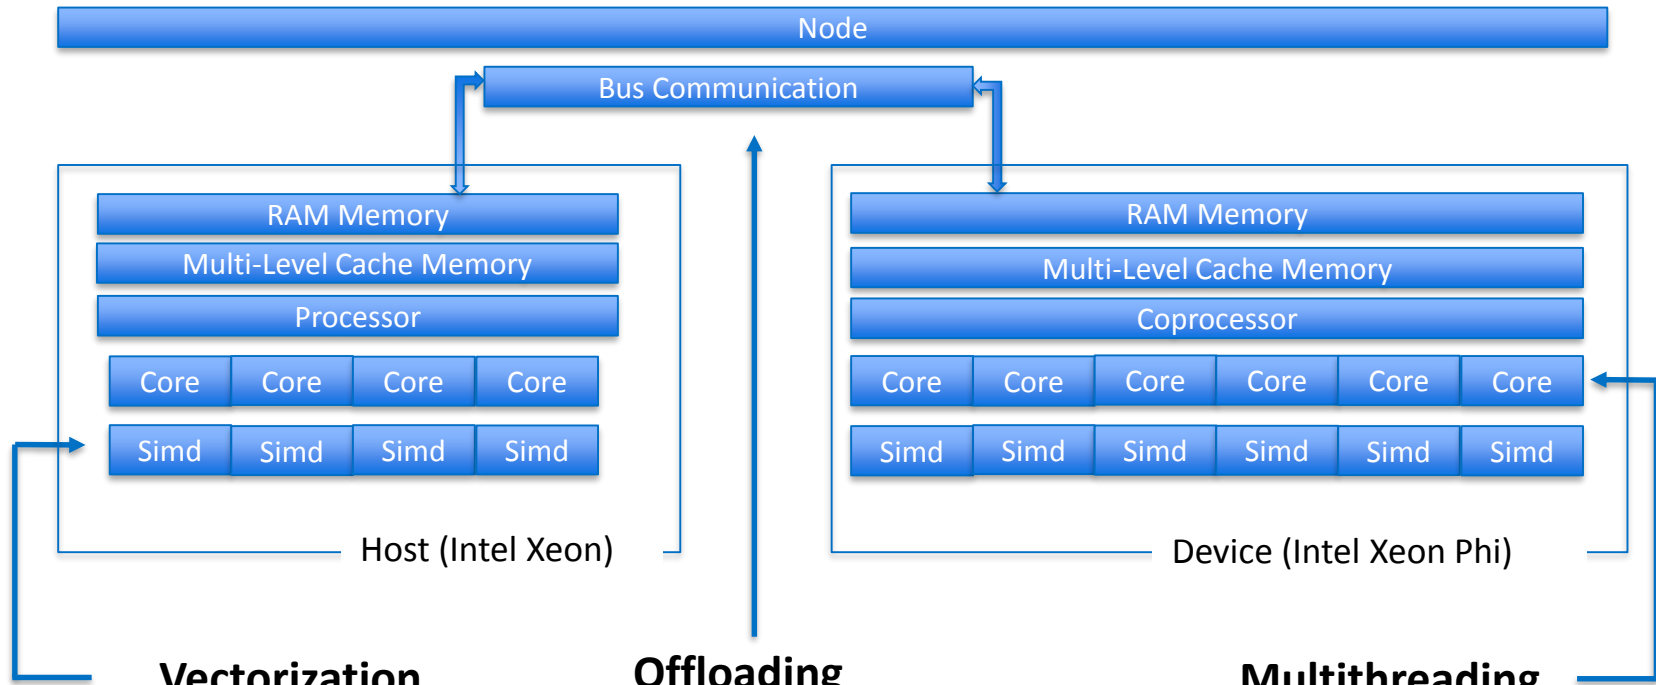 Node
Bus Communication
RAM Memory
Multi-Level Cache Memory
Processor
Core Core Core Core
Simd Simd Simd Simd
Host (Intel Xeon)
RAM Memory
Multi-Level Cache Memory
Coprocessor
Core Core Core Core Core Core
Simd Simd Simd Simd Simd Simd
Device (Intel Xeon Phi)
Vectorization Offloading Multithreading